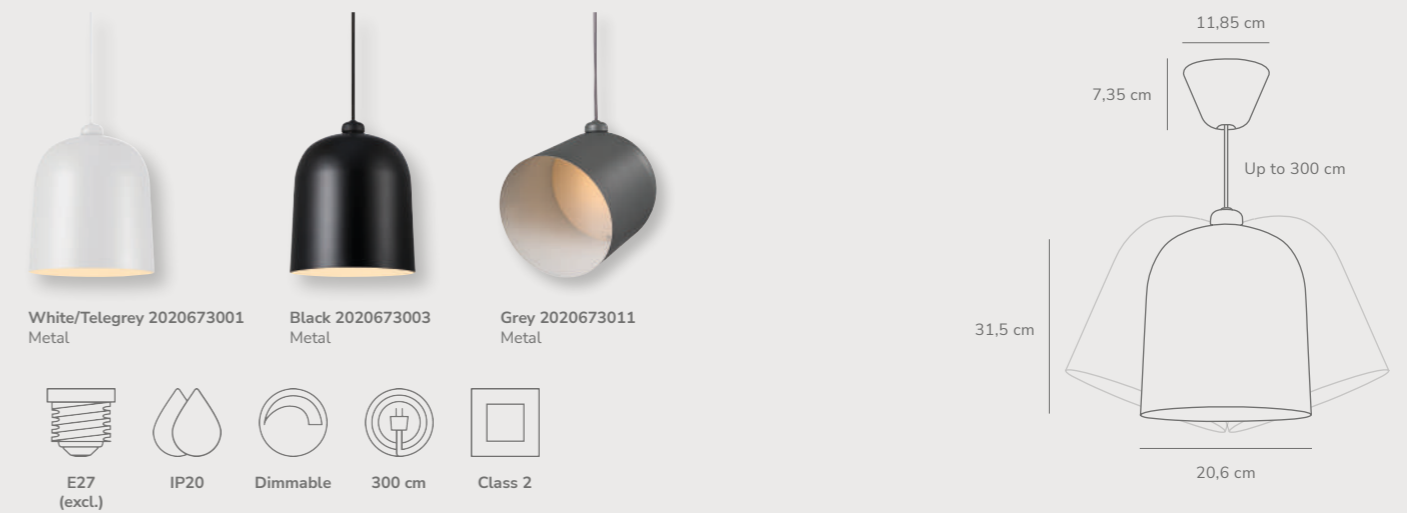 White/Telegrey 2020673001
Metal
Black 2020673003
Metal
Grey 2020673011
Metal
E27
(excl.)
IP20
Dimmable
300 cm
Class 2
11,85 cm
7,35 cm
Up to 300 cm
31,5 cm
20,6 cm